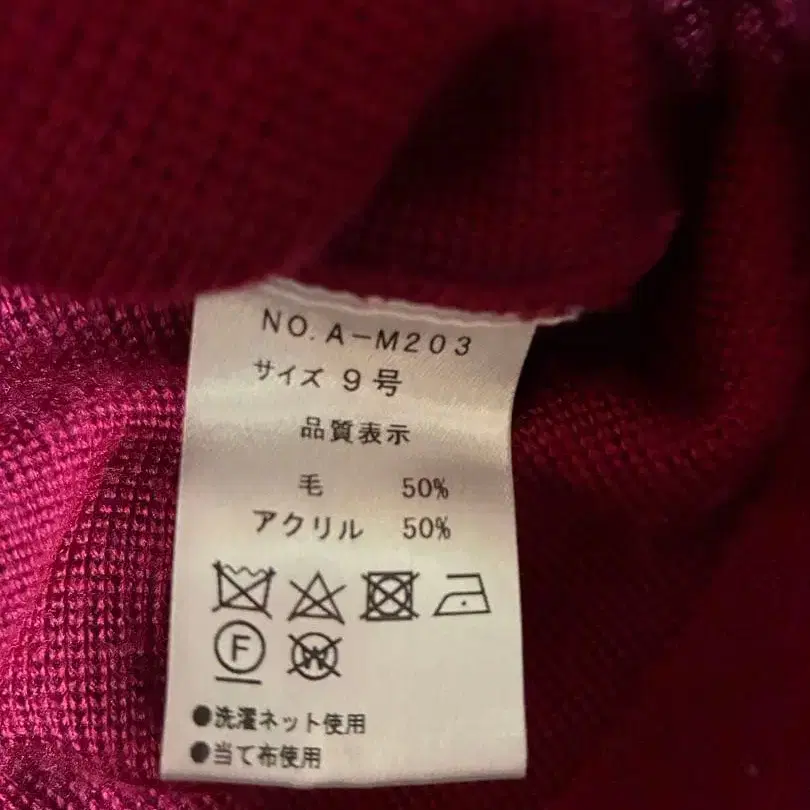 NO. A-M203
サイズ 9号
品質表示
毛 50%
アクリル 50%
F W
●洗濯ネット使用
●当て布使用